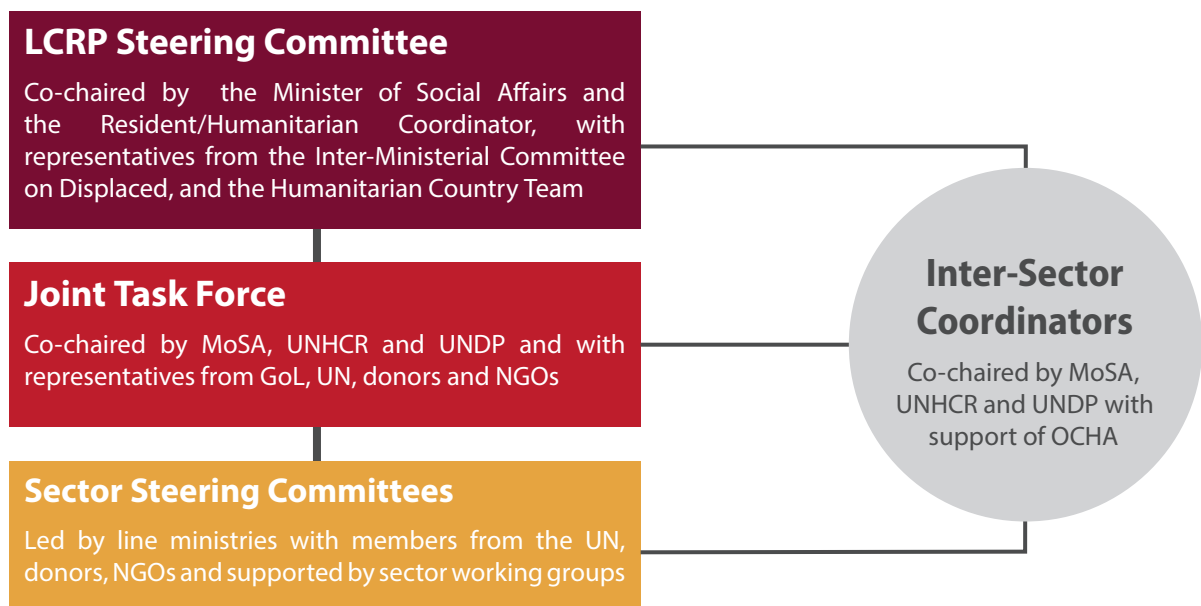 LCRP Steering Committee
Co-chaired by the Minister of Social Affairs and
the Resident/Humanitarian Coordinator, with
representatives from the Inter-Ministerial Committee
on Displaced, and the Humanitarian Country Team
Joint Task Force
Co-chaired by MoSA, UNHCR and UNDP and with
representatives from GoL, UN, donors and NGOs
Sector Steering Committees
Led by line ministries with members from the UN,
donors, NGOs and supported by sector working groups
Inter-Sector
Coordinators
Co-chaired by MoSA,
UNHCR and UNDP with
support of OCHA